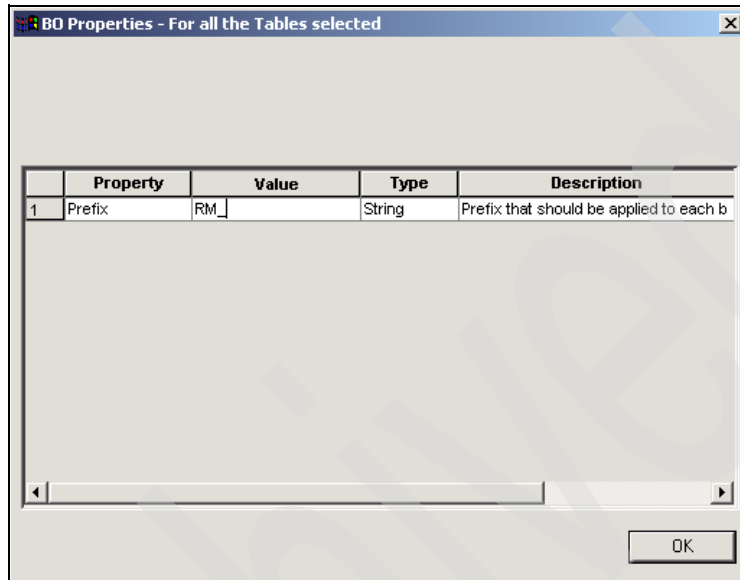 BO Properties - For all the Tables selected
Property Value Type Description
1 Prefix RM_ String Prefix that should be applied to each b
OK